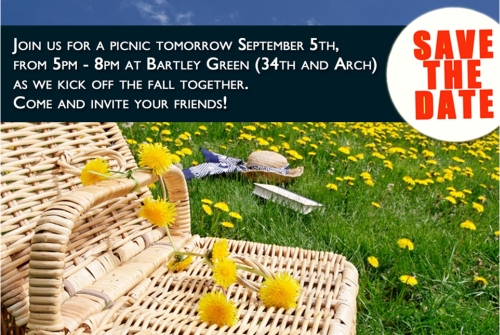 Join us for a picnic tomorrow September 5th,
from 5pm - 8pm at Bartley Green (34th and Arch)
as we kick off the fall together.
Come and invite your friends!
SAVE
THE
DATE